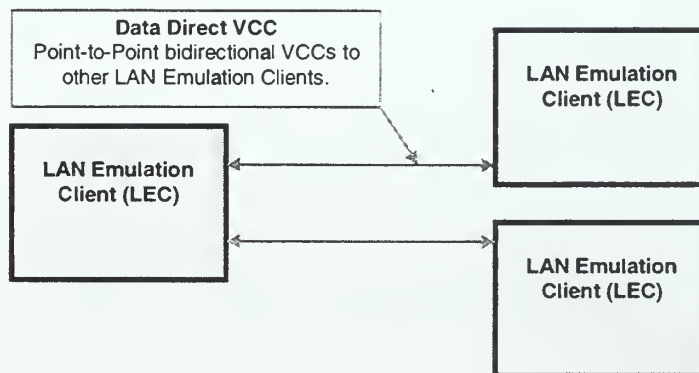 Data Direct VCC
Point-to-Point bidirectional VCCs to
other LAN Emulation Clients.
LAN Emulation
Client (LEC)
LAN Emulation
Client (LEC)
LAN Emulation
Client (LEC)